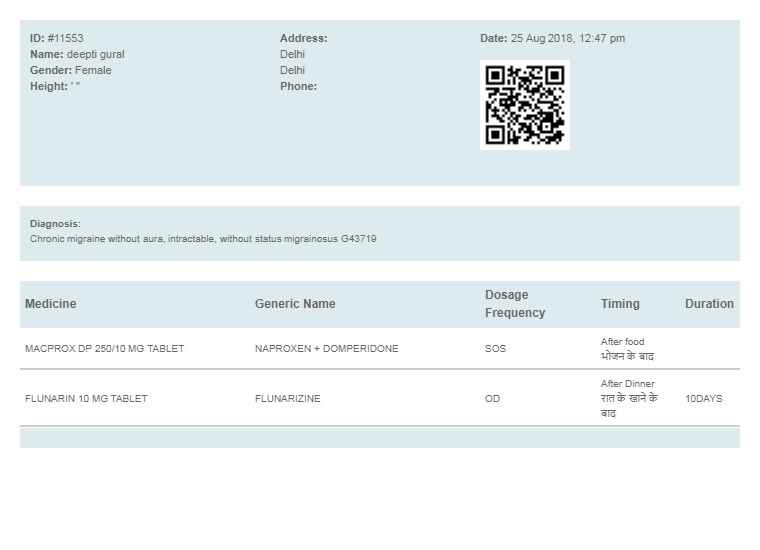 ID: #11553
Name: deepti gural
Gender: Female
Height: ' "
Address:
Delhi
Delhi
Phone:
Date: 25 Aug 2018, 12:47 pm
Diagnosis:
Chronic migraine without aura, intractable, without status migrainosus G43719
Medicine Generic Name Dosage Frequency Timing Duration
MACPROX DP 250/10 MG TABLET NAPROXEN + DOMPERIDONE SOS After food
भोजन के बाद
FLUNARIN 10 MG TABLET FLUNARIZINE OD After Dinner 10DAYS
रात के खाने के
बाद